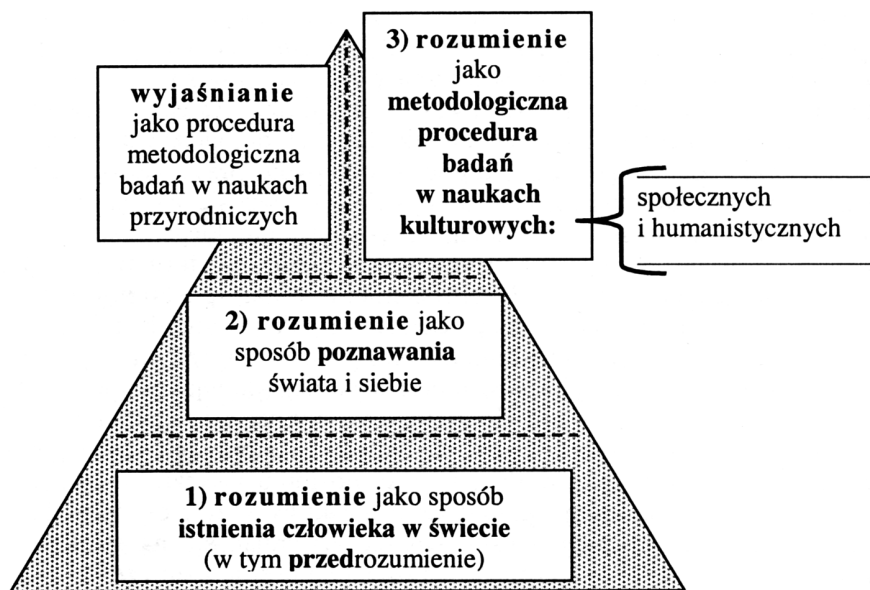 wyjaśnianie
jako procedura
metodologiczna
badań w naukach
przyrodniczych
3) rozumienie
jako
metodologiczna
procedura
badań
w naukach
kulturowych:
społecznych
i humanistycznych
2) rozumienie jako
sposób poznawania
świata i siebie
1) rozumienie jako sposób
istnienia człowieka w świecie
(w tym przedrozumienie)